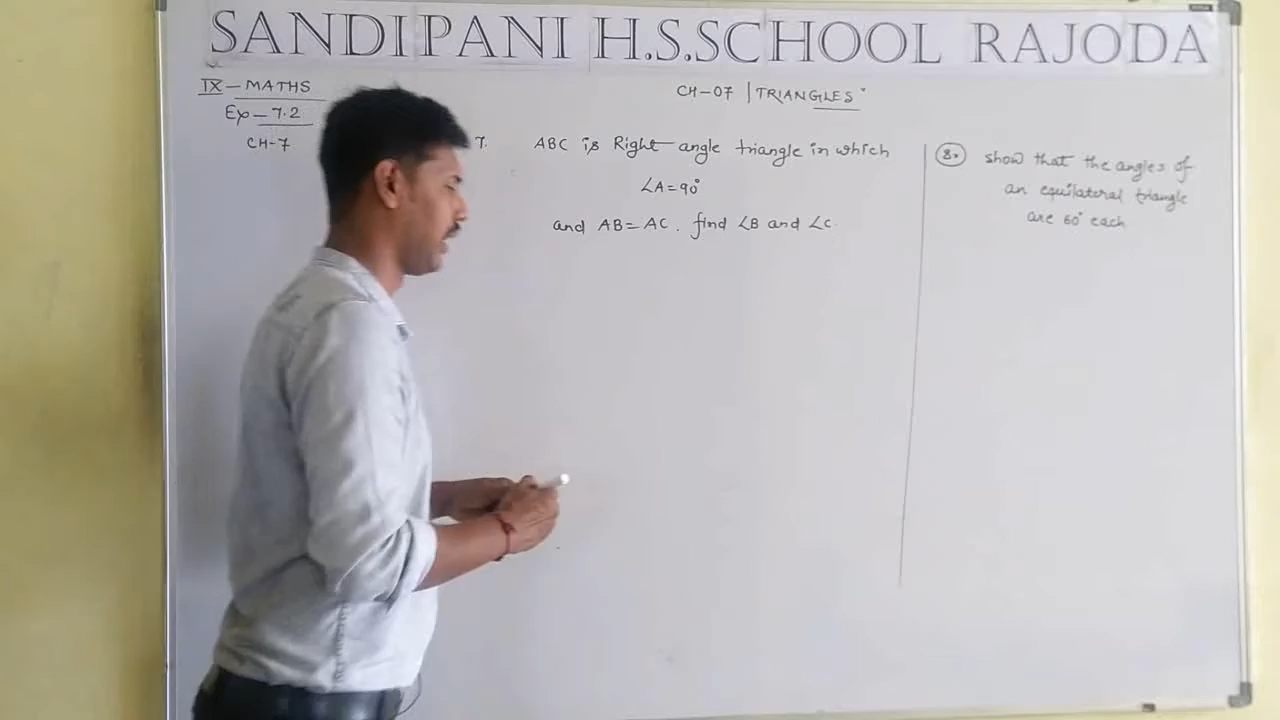 SANDIPANI H.S.SCHOOL RAJODA
IX - MATHS
Ex - 7.2
CH-7
CH-07 | TRIANGLES
7. ABC is Right angle triangle in which
∠A = 90°
and AB = AC. find ∠B and ∠C.
8. show that the angles of
an equilateral triangle
are 60° each